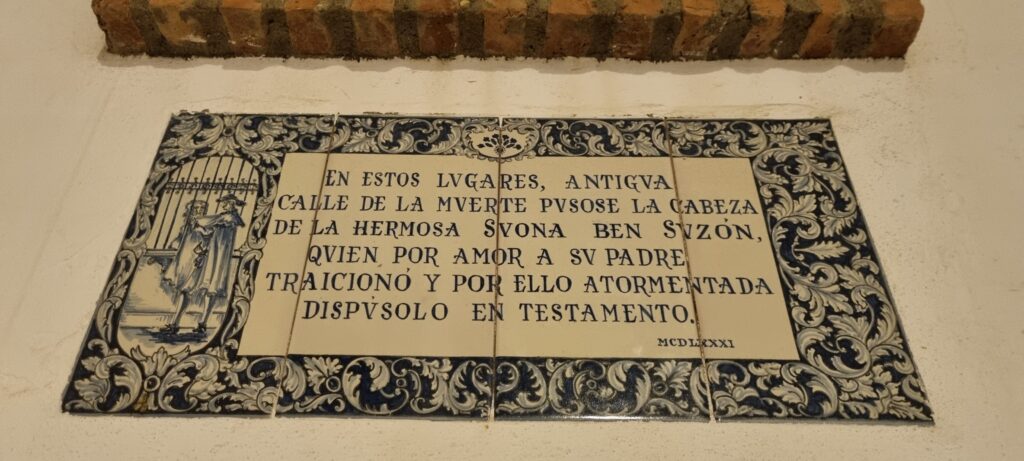 EN ESTOS LVGARES, ANTIGVA
CALLE DE LA MVERTE PVSOSE LA CABEZA
DE LA HERMOSA SVONA BEN SVZÓN,
QVIEN POR AMOR A SV PADRE
TRAICIONÓ Y POR ELLO ATORMENTADA
DISPÚSOLO EN TESTAMENTO.
MCDLXXXI